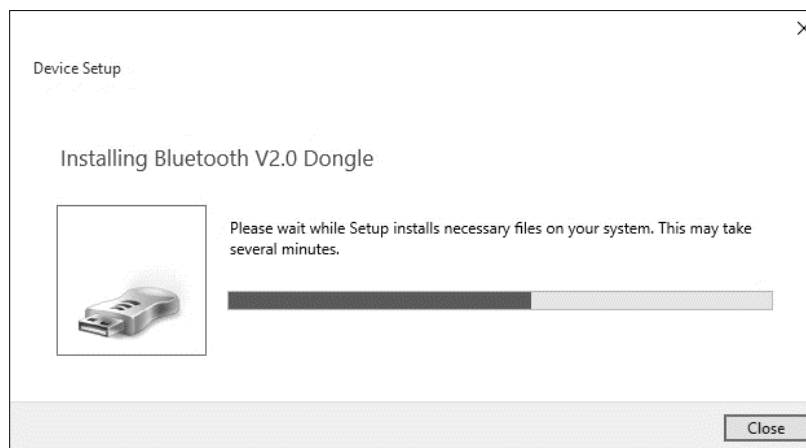 Device Setup
Installing Bluetooth V2.0 Dongle
Please wait while Setup installs necessary files on your system. This may take
several minutes.
Close